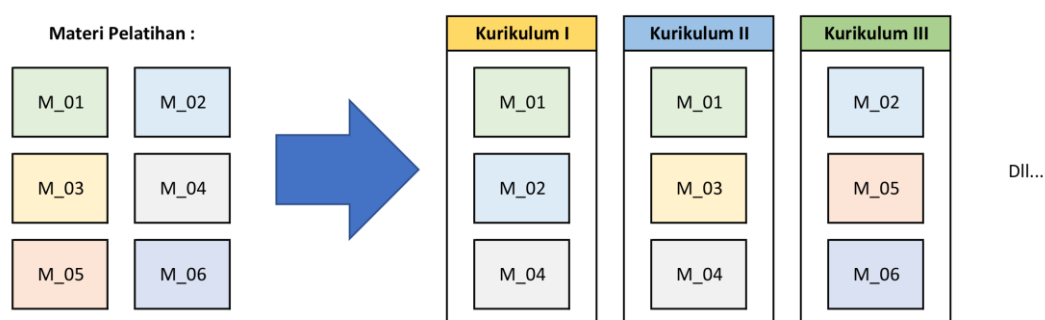 Materi Pelatihan :
M_01 M_02
M_03 M_04
M_05 M_06
Kurikulum I
M_01
M_02
M_04
Kurikulum II
M_01
M_03
M_04
Kurikulum III
M_02
M_05
M_06
Dll...